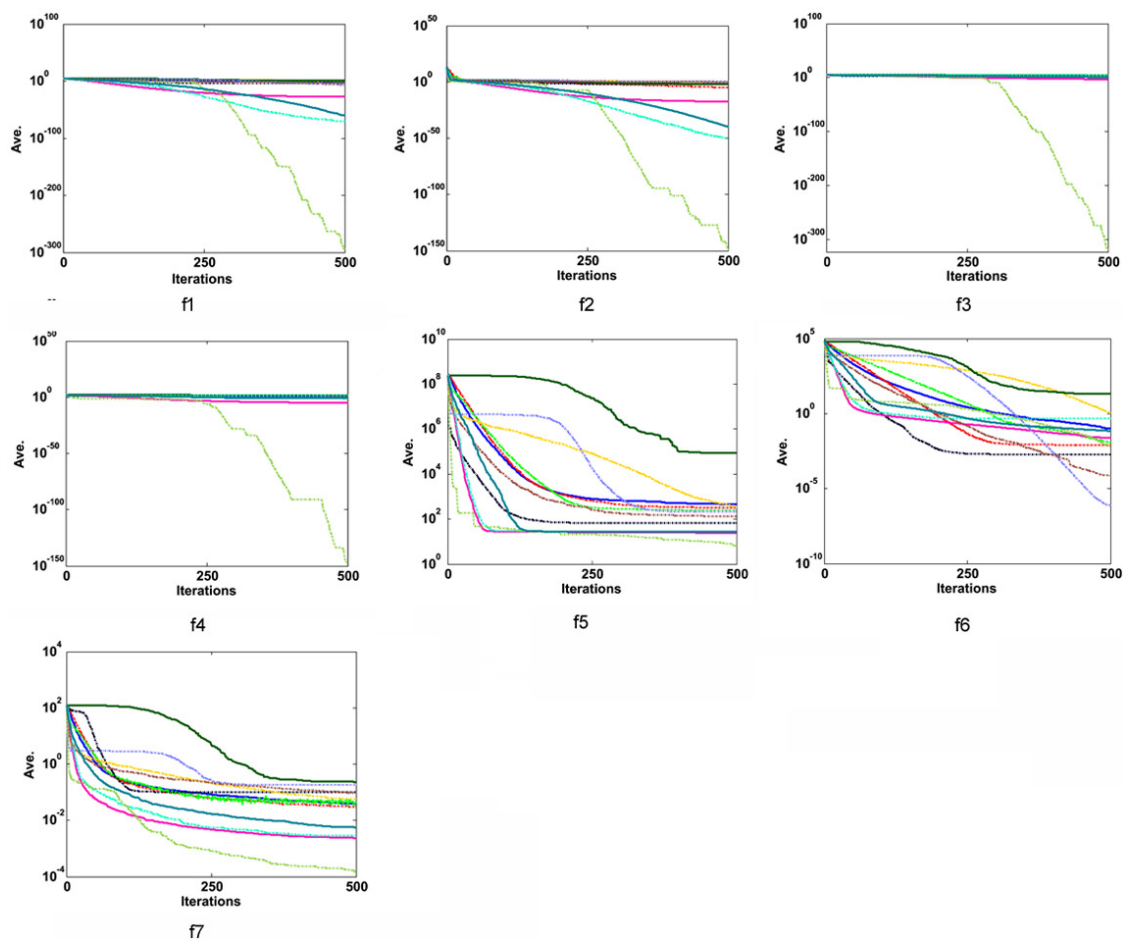 10^100 10^50 10^100
10^0 10^0 10^0
10^-100 10^-50 10^-100
10^-200 10^-100 10^-200
10^-300 10^-150 10^-300
Ave. Ave. Ave.
0 250 500 0 250 500 0 250 500
Iterations Iterations Iterations
f1 f2 f3
10^50 10^10 10^5
10^0 10^8 10^0
10^-50 10^6 10^-5
10^-100 10^4 10^-10
10^-150 10^2
10^0
Ave. Ave. Ave.
0 250 500 0 250 500 0 250 500
Iterations Iterations Iterations
f4 f5 f6
10^4
10^2
10^0
10^-2
10^-4
Ave.
0 250 500
Iterations
f7